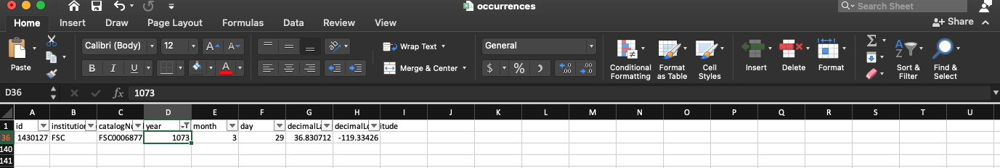 occurrences
Search Sheet
Home Insert Draw Page Layout Formulas Data Review View Share
Calibri (Body) 12 A A Wrap Text General
Paste B I U A Merge & Center $ % Conditional Formatting Format as Table Cell Styles Insert Delete Format Sort & Filter Find & Select
D36 fx 1073
A B C D E F G H I J K L M N O P Q R S T U
1 id institution catalogNu year month day decimalLa decimalLo itude
36 1430127 FSC FSC0006877 1073 3 29 36.830712 -119.33426
140
141